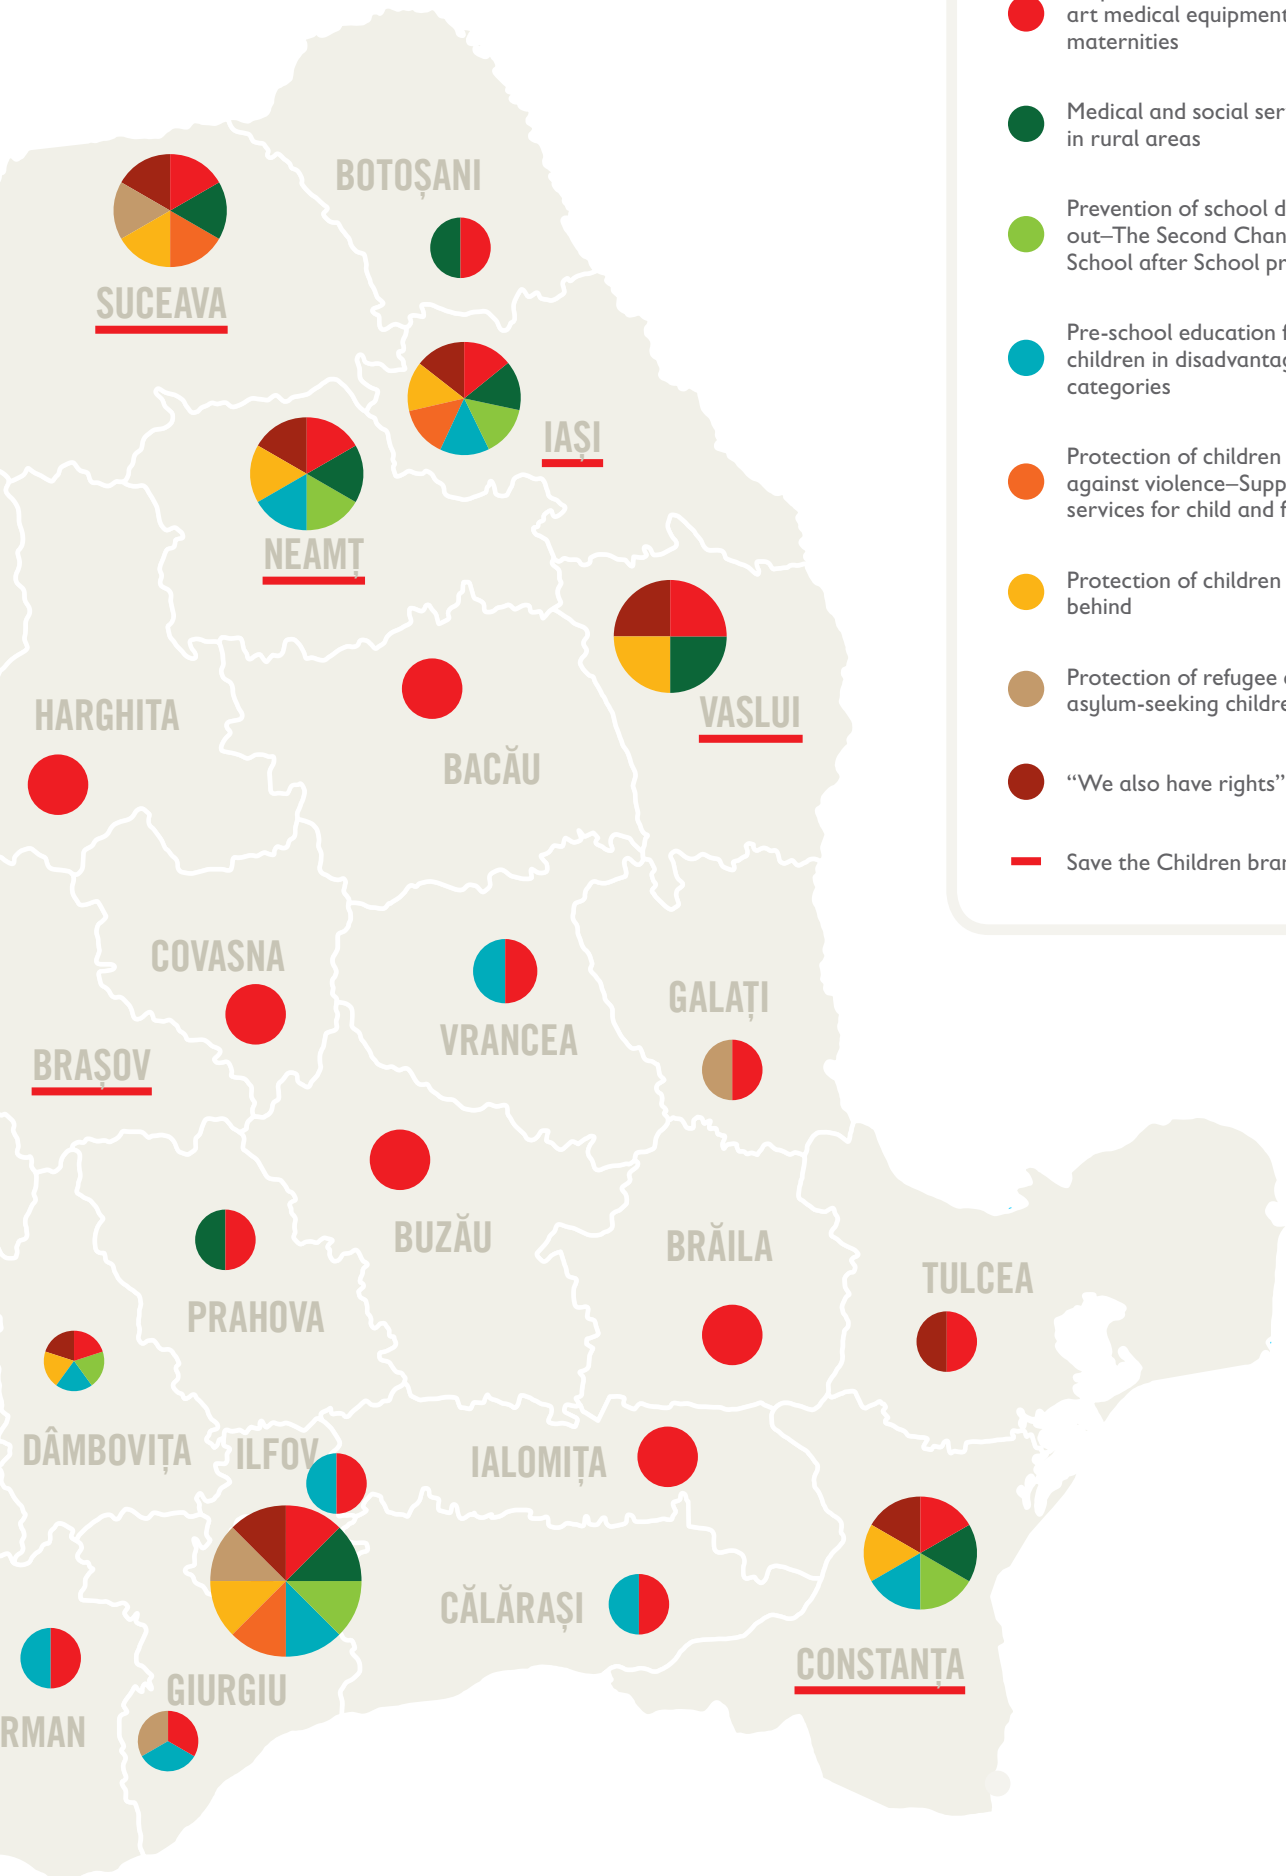 BOTOȘANI
SUCEAVA
IAȘI
NEAMȚ
VASLUI
HARGHITA
BACĂU
COVASNA
GALAȚI
VRANCEA
BRAȘOV
BUZĂU
BRĂILA
TULCEA
PRAHOVA
DÂMBOVIȚA
ILFOV
IALOMIȚA
CĂLĂRAȘI
CONSTANȚA
GIURGIU
RMAN
art medical equipment
maternities
Medical and social ser
in rural areas
Prevention of school d
out–The Second Chan
School after School pr
Pre-school education f
children in disadvantag
categories
Protection of children
against violence–Supp
services for child and f
Protection of children
behind
Protection of refugee
asylum-seeking childre
“We also have rights”
Save the Children bran